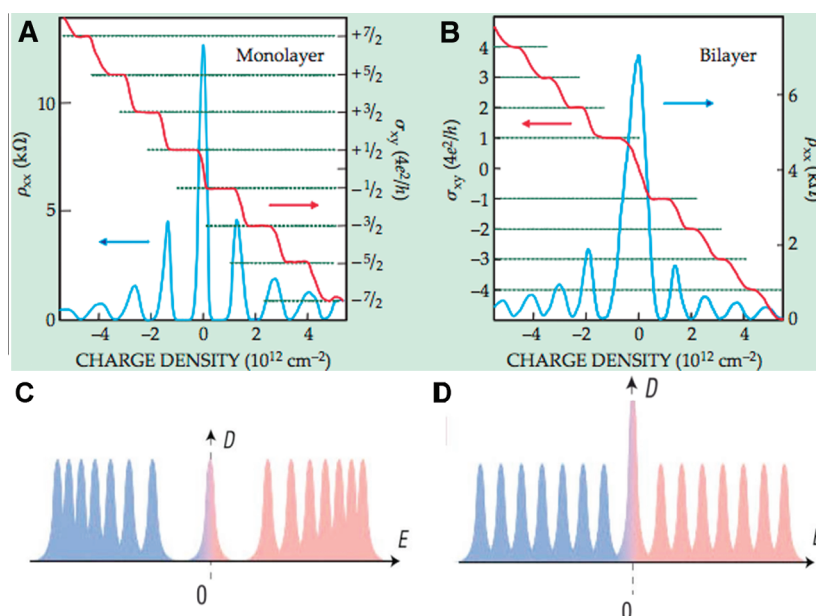 A
Monolayer
ρxx (kΩ)
10
5
0
+7/2
+5/2
+3/2
+1/2
−1/2
−3/2
−5/2
−7/2
σxy (4e²/h)
−4 −2 0 2 4
CHARGE DENSITY (10¹² cm⁻²)
B
Bilayer
σxy (4e²/h)
4
3
2
1
0
−1
−2
−3
−4
6
4
2
0
ρxx (kΩ)
−4 −2 0 2 4
CHARGE DENSITY (10¹² cm⁻²)
C
D
E
0
D
D
0